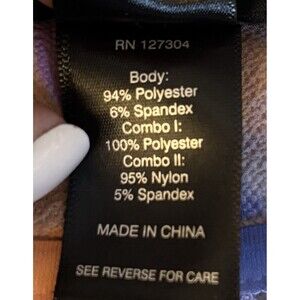 RN 127304
Body:
94% Polyester
6% Spandex
Combo I:
100% Polyester
Combo II:
95% Nylon
5% Spandex
MADE IN CHINA
SEE REVERSE FOR CARE